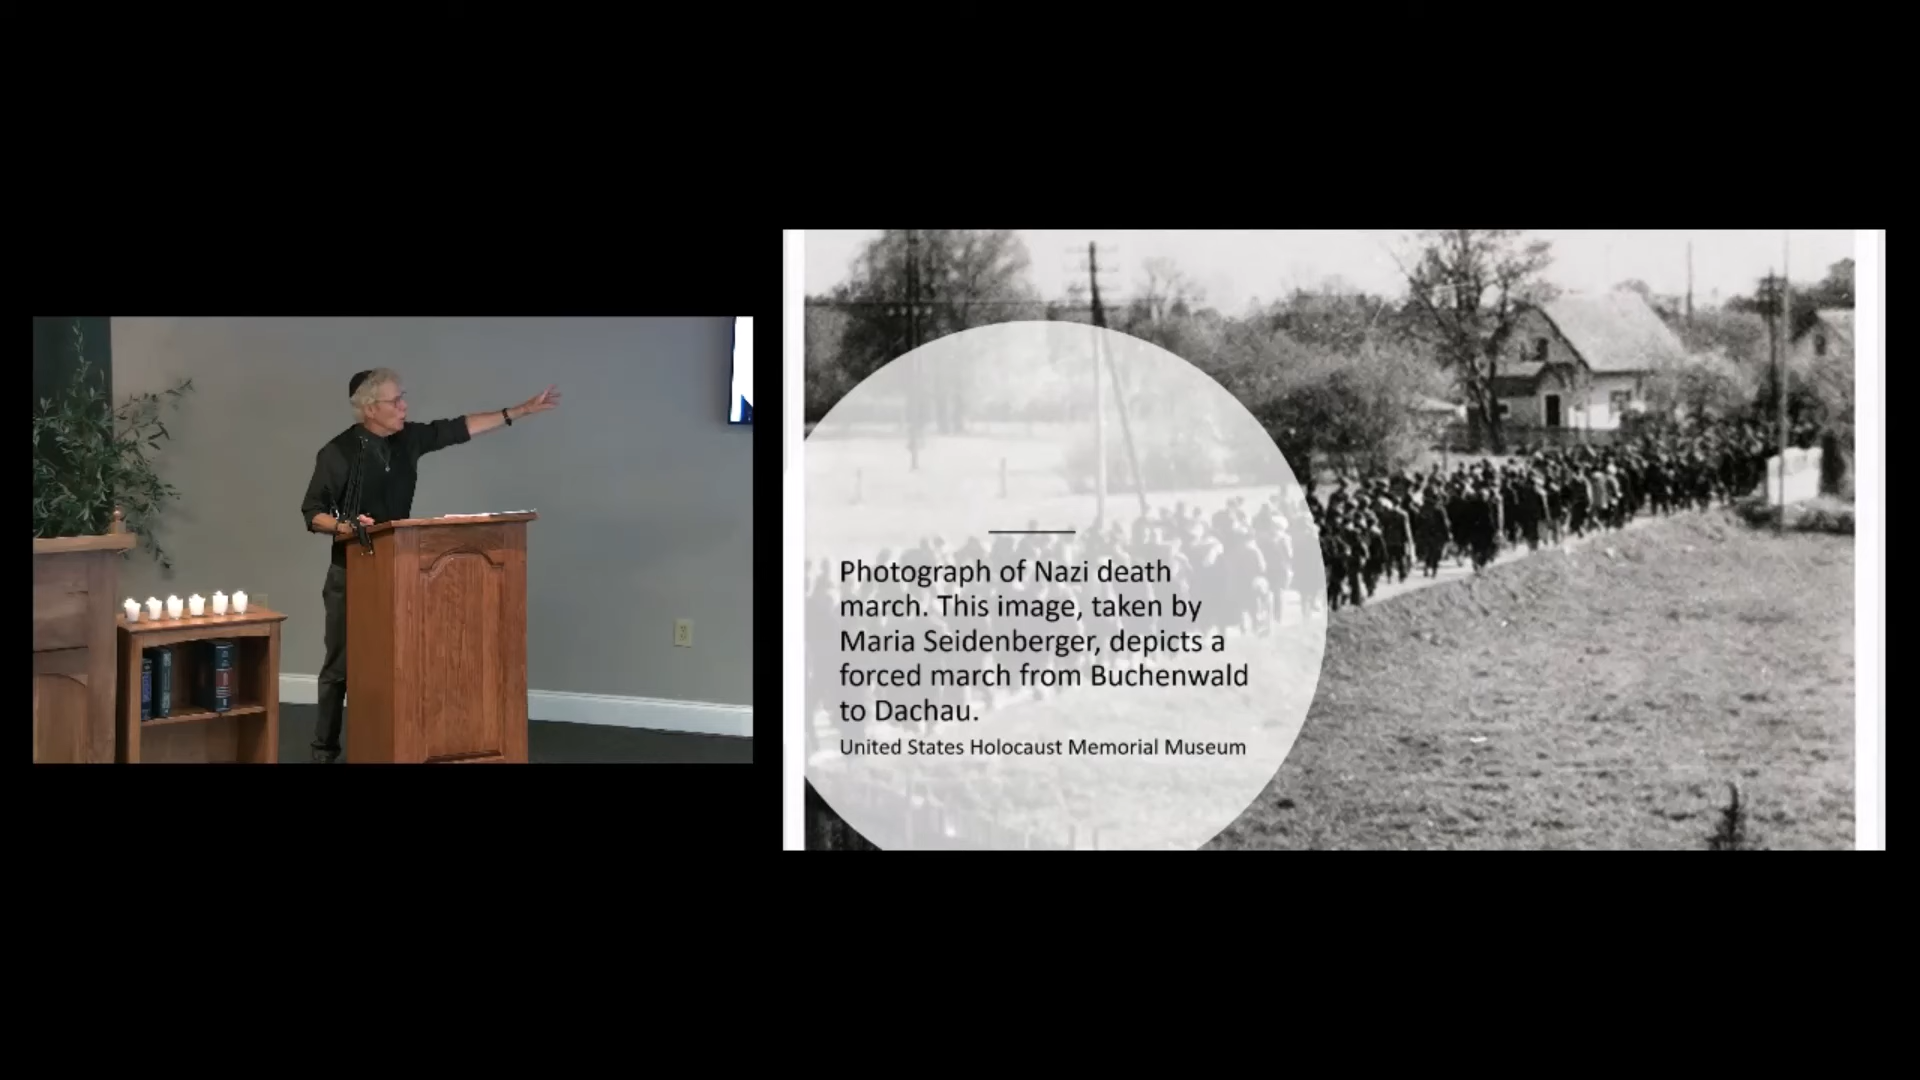 Photograph of Nazi death
march. This image, taken by
Maria Seidenberger, depicts a
forced march from Buchenwald
to Dachau.
United States Holocaust Memorial Museum